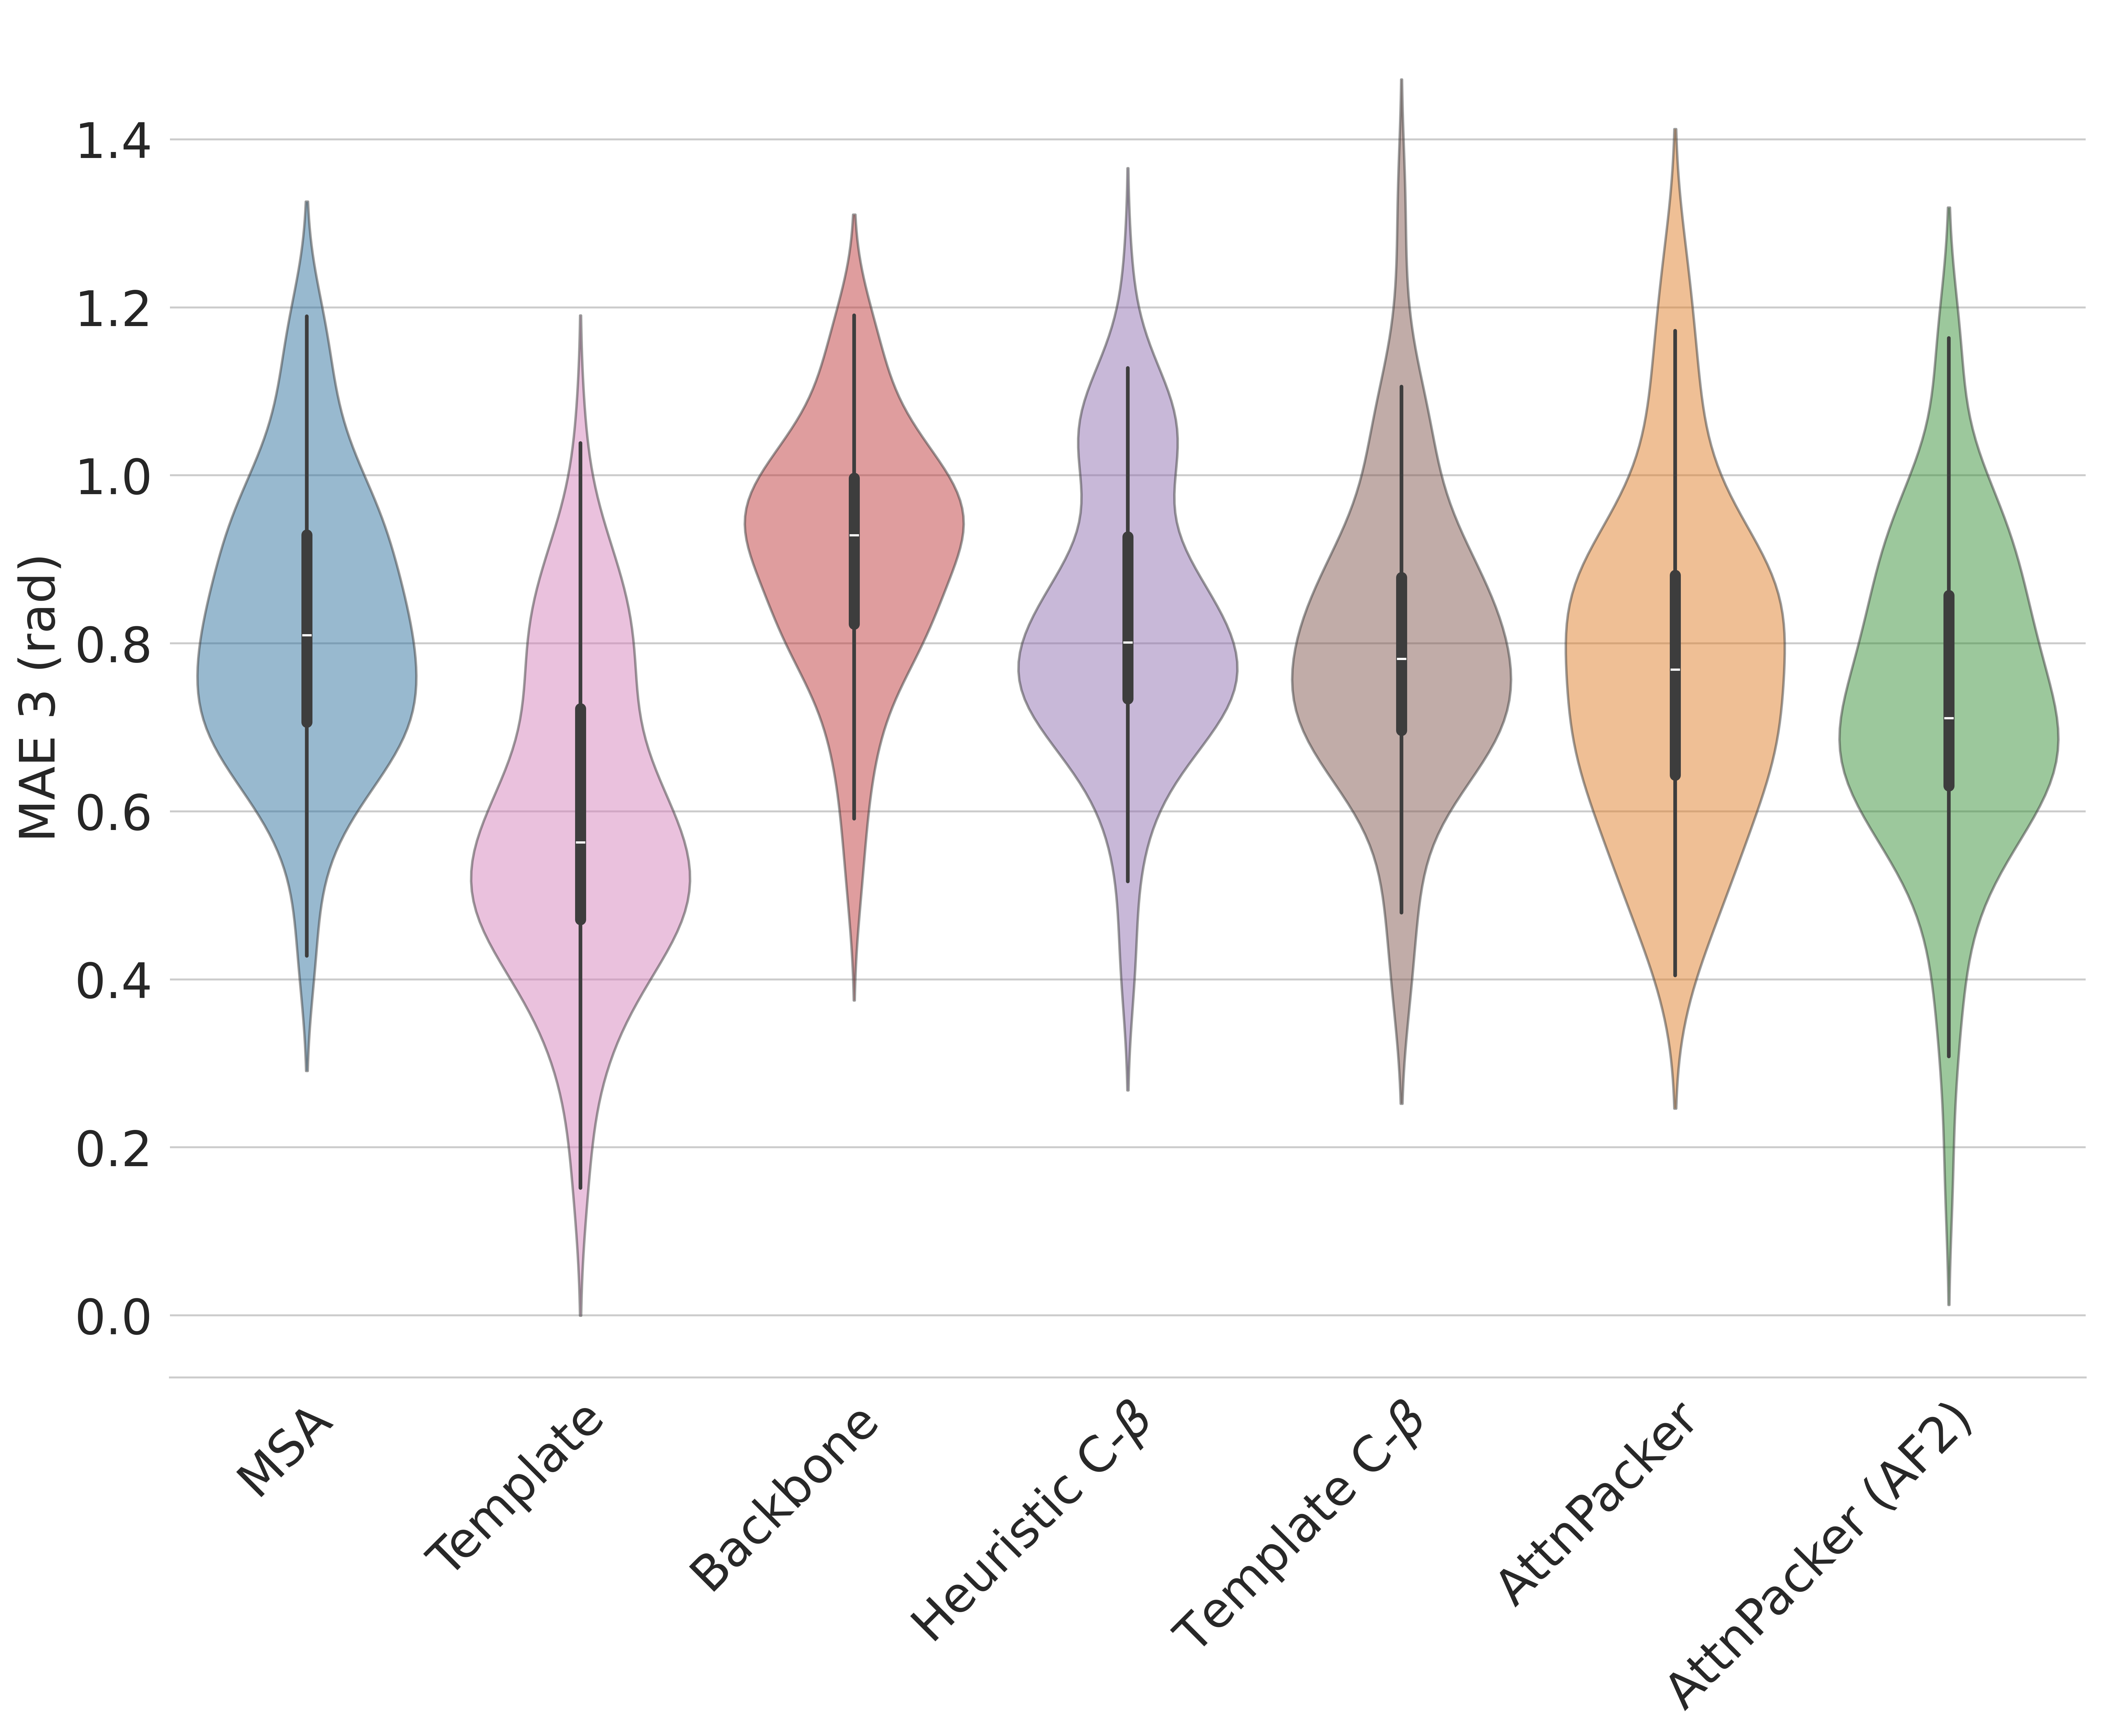 MAE 3 (rad)
1.4
1.2
1.0
0.8
0.6
0.4
0.2
0.0
MSA
Template
Backbone
Heuristic C-β
Template C-β
AttnPacker
AttnPacker (AF2)